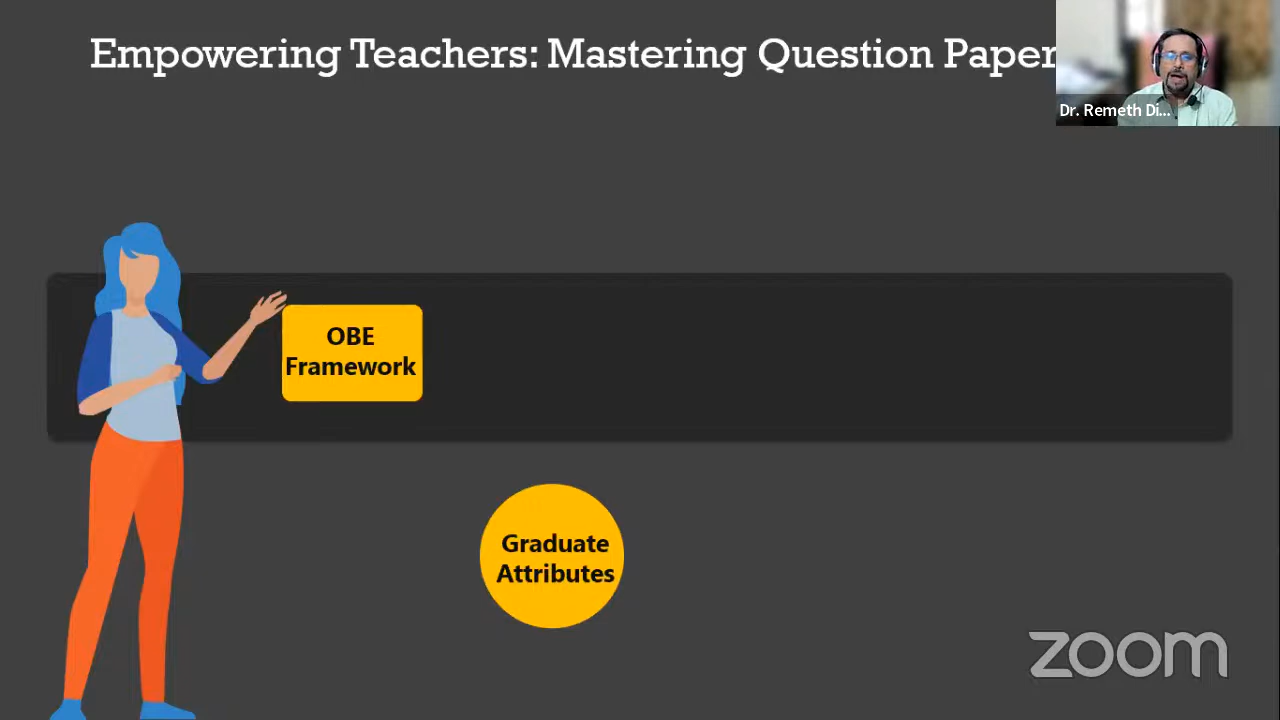 Empowering Teachers: Mastering Question Paper
Dr. Remeth Di...
OBE
Framework
Graduate
Attributes
zoom